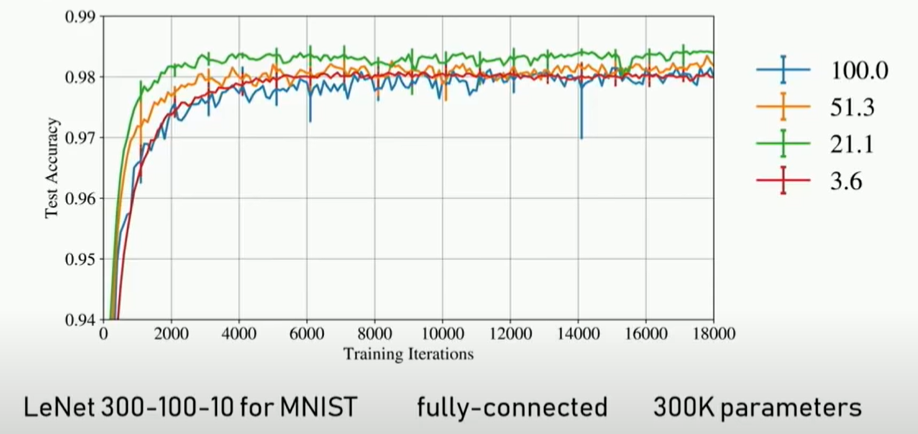 0.99
0.98
0.97
0.96
0.95
0.94
Test Accuracy
0 2000 4000 6000 8000 10000 12000 14000 16000 18000
Training Iterations
100.0
51.3
21.1
3.6
LeNet 300-100-10 for MNIST fully-connected 300K parameters